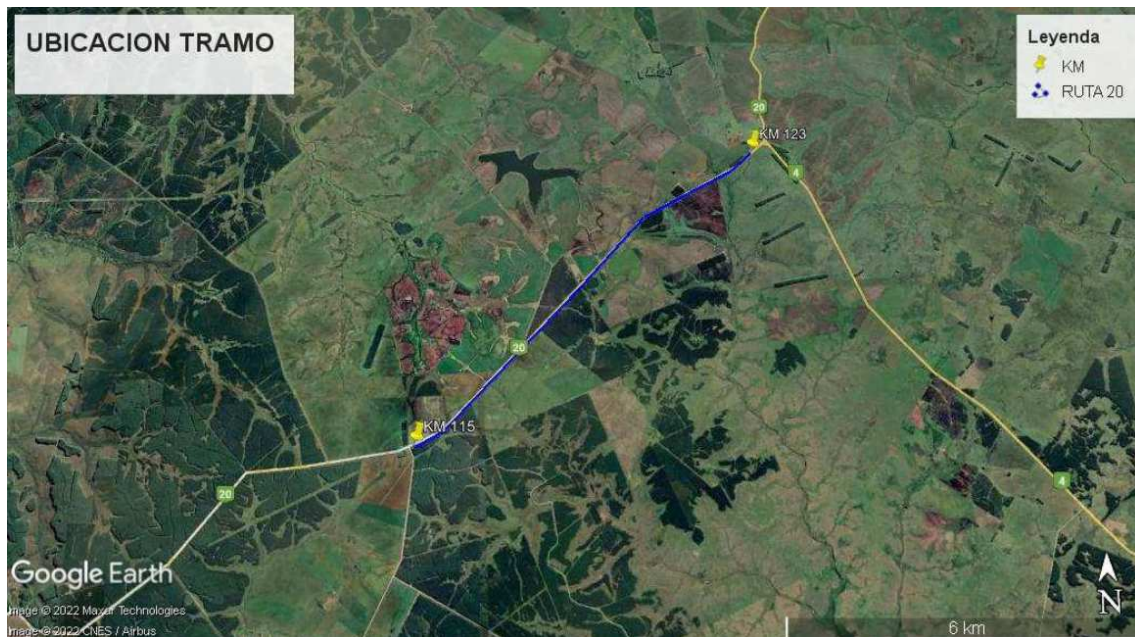 UBICACION TRAMO
Leyenda
KM
RUTA 20
20
KM 123
4
20
KM 115
20
4
Google Earth
Image © 2022 Maxar Technologies
Image © 2022 CNES / Airbus
N
6 km